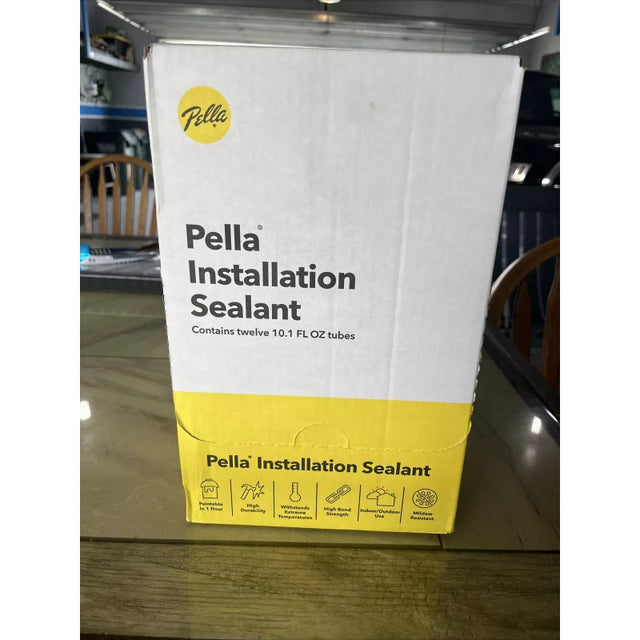 Pella®
Pella®
Installation
Sealant
Contains twelve 10.1 FL OZ tubes
Pella® Installation Sealant
Paintable
in 1 Hour
High
Durability
Withstands
Extreme
Temperatures
High Bond
Strength
Indoor/Outdoor
Use
Mildew
Resistant